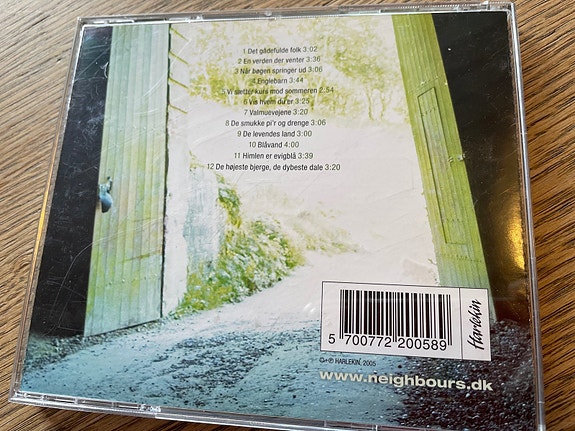 1 Det gådefulde folk 3:02
2 En verden der venter 3:36
3 Når bøgen springer ud 3:06
4 Englebarn 3:44
5 Vi sætter kurs mod sommeren 2:54
6 Vis hvem du er 3:25
7 Valmuevejene 3:20
8 De smukke pi'r og drenge 3:06
9 De levendes land 3:00
10 Blåvand 4:00
11 Himlen er evigblå 3:39
12 De højeste bjerge, de dybeste dale 3:20
5 700772 200589
Harlekin
© ℗ HARLEKIN, 2005
www.neighbours.dk